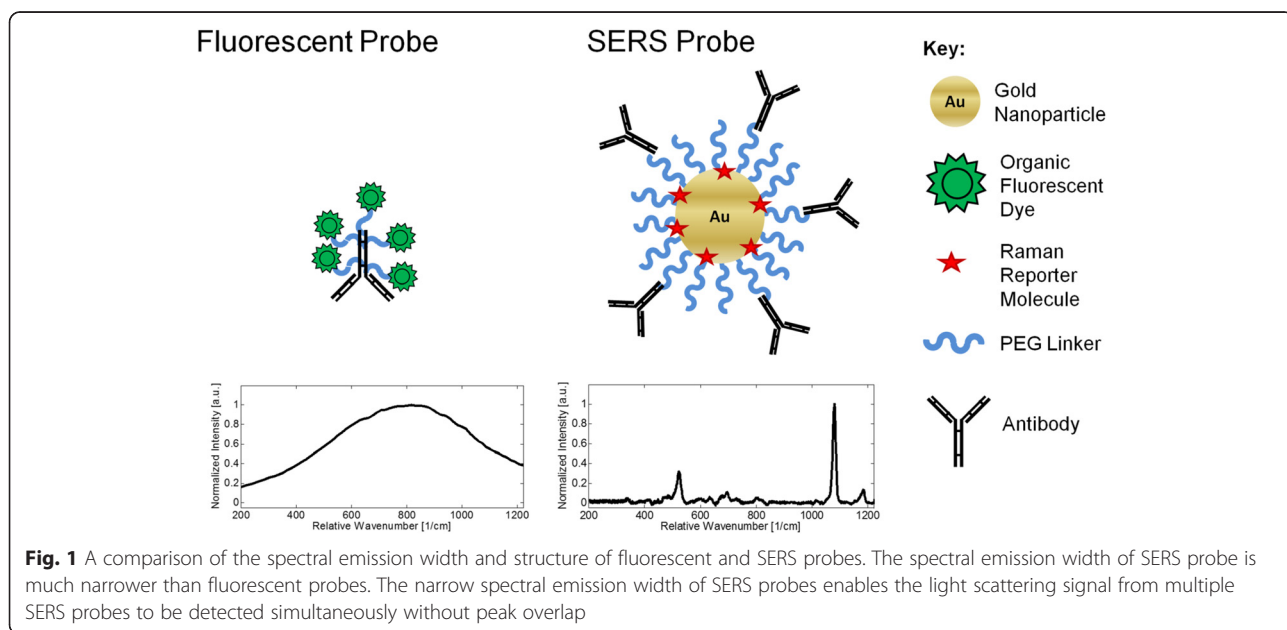 Fluorescent Probe
SERS Probe
Key:
Au
Gold
Nanoparticle
Organic
Fluorescent
Dye
Raman
Reporter
Molecule
PEG Linker
Antibody
Au
Normalized Intensity [a.u.]
1
0.8
0.6
0.4
0.2
0
200
400
600
800
1000
1200
Relative Wavenumber [1/cm]
Normalized Intensity [a.u.]
1
0.8
0.6
0.4
0.2
0
200
400
600
800
1000
1200
Relative Wavenumber [1/cm]
Fig. 1 A comparison of the spectral emission width and structure of fluorescent and SERS probes. The spectral emission width of SERS probe is
much narrower than fluorescent probes. The narrow spectral emission width of SERS probes enables the light scattering signal from multiple
SERS probes to be detected simultaneously without peak overlap